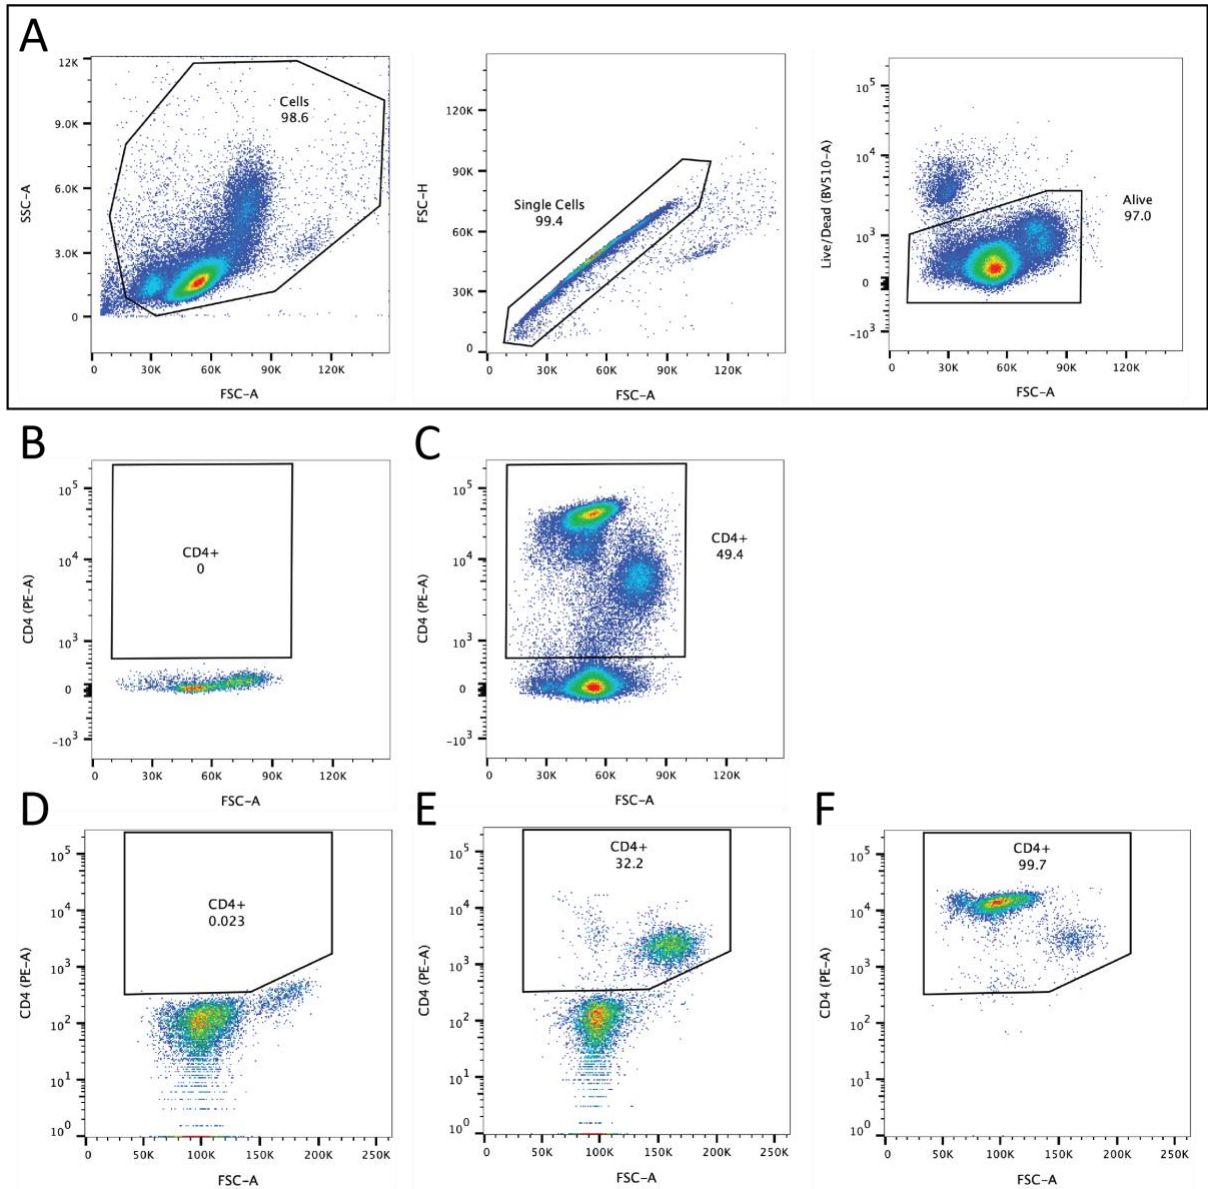 A
12K
9.0K
6.0K
3.0K
0
SSC-A
Cells
98.6
0 30K 60K 90K 120K
FSC-A
120K
90K
60K
30K
0
FSC-H
Single Cells
99.4
0 30K 60K 90K 120K
FSC-A
10^5
10^4
10^3
0
-10^3
Live/Dead (BV510-A)
Alive
97.0
0 30K 60K 90K 120K
FSC-A
B
10^5
10^4
10^3
0
-10^3
CD4 (PE-A)
CD4+
0
0 30K 60K 90K 120K
FSC-A
C
10^5
10^4
10^3
0
-10^3
CD4 (PE-A)
CD4+
49.4
0 30K 60K 90K 120K
FSC-A
D
10^5
10^4
10^3
10^2
10^1
10^0
CD4 (PE-A)
CD4+
0.023
0 50K 100K 150K 200K 250K
FSC-A
E
10^5
10^4
10^3
10^2
10^1
10^0
CD4 (PE-A)
CD4+
32.2
0 50K 100K 150K 200K 250K
FSC-A
F
10^5
10^4
10^3
10^2
10^1
10^0
CD4 (PE-A)
CD4+
99.7
0 50K 100K 150K 200K 250K
FSC-A